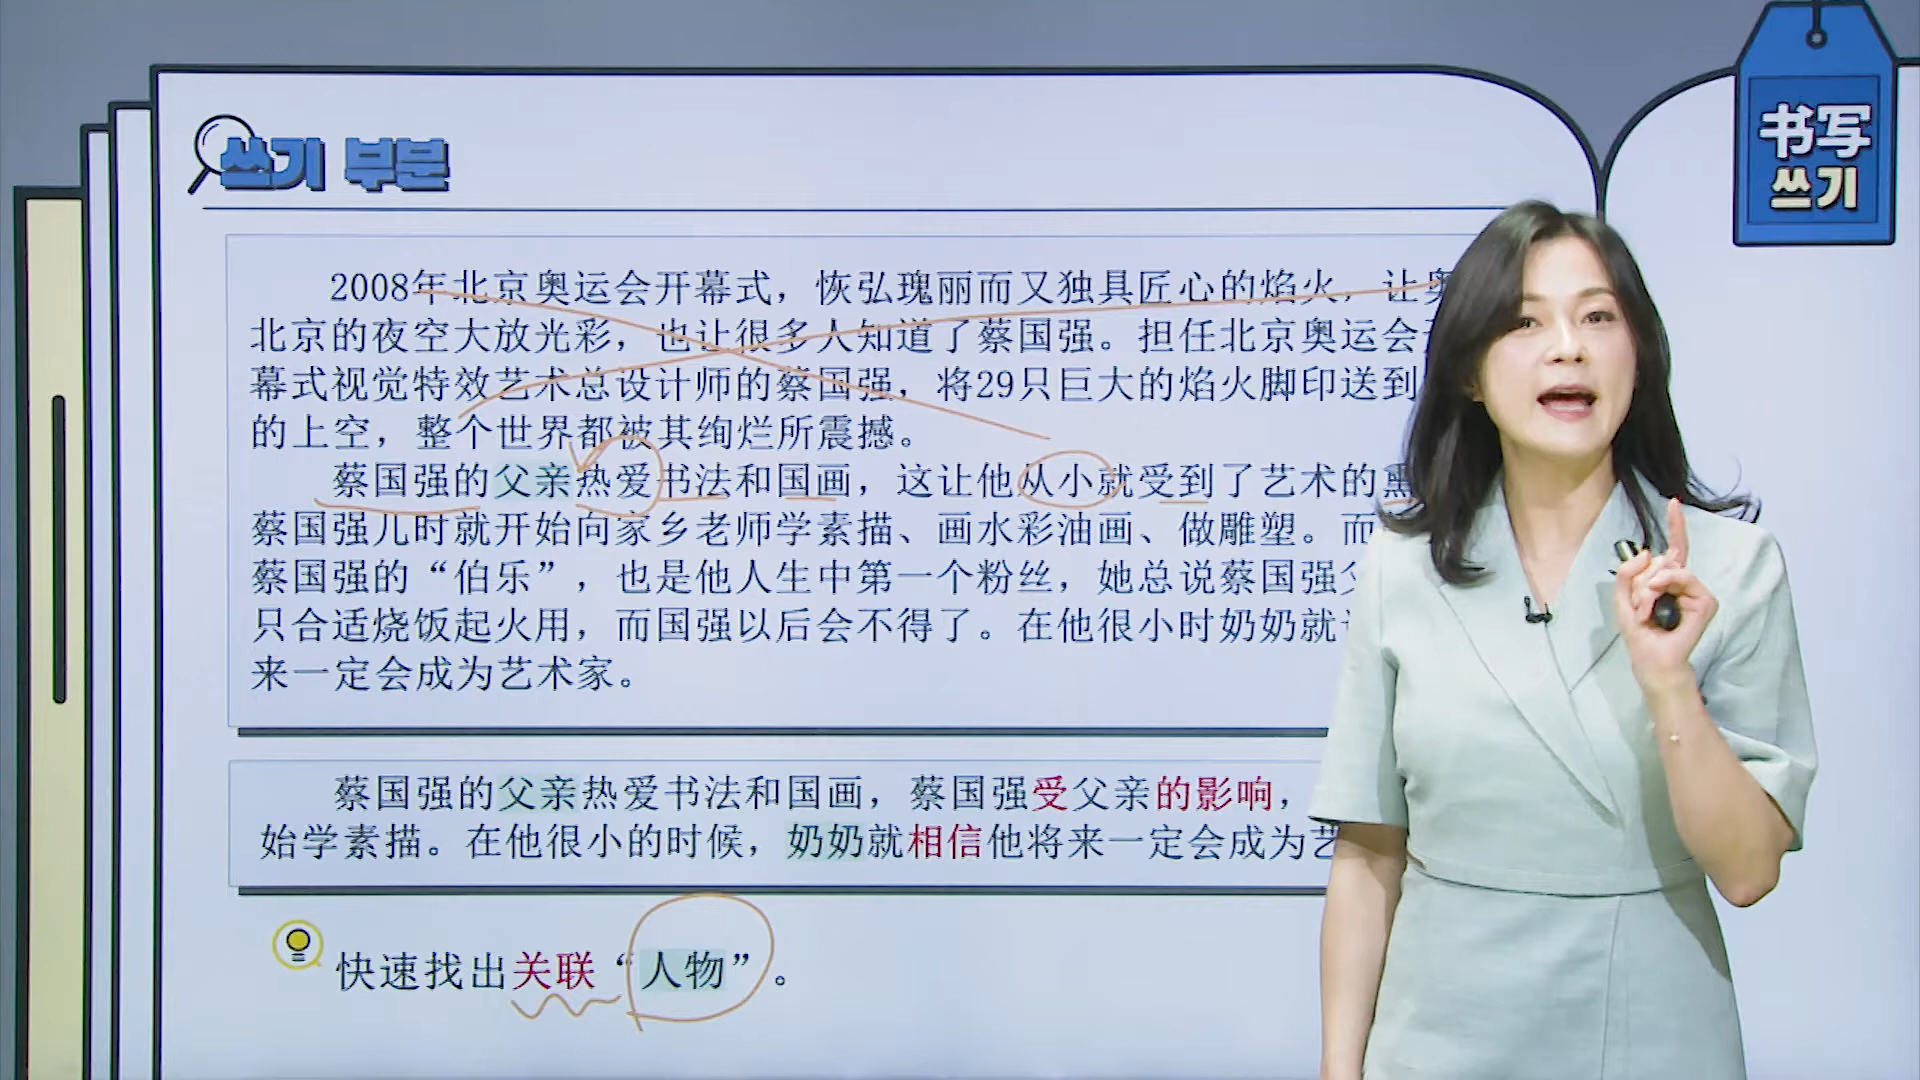 쓰기 부분
书写
쓰기
2008年北京奥运会开幕式，恢弘瑰丽而又独具匠心的焰火，让奥
北京的夜空大放光彩，也让很多人知道了蔡国强。担任北京奥运会开
幕式视觉特效艺术总设计师的蔡国强，将29只巨大的焰火脚印送到
的上空，整个世界都被其绚烂所震撼。
蔡国强的父亲热爱书法和国画，这让他从小就受到了艺术的熏
蔡国强儿时就开始向家乡老师学素描、画水彩油画、做雕塑。而
蔡国强的“伯乐”，也是他人生中第一个粉丝，她总说蔡国强父
只合适烧饭起火用，而国强以后会不得了。在他很小时奶奶就
来一定会成为艺术家。
蔡国强的父亲热爱书法和国画，蔡国强受父亲的影响，
始学素描。在他很小的时候，奶奶就相信他将来一定会成为艺
快速找出关联“人物”。